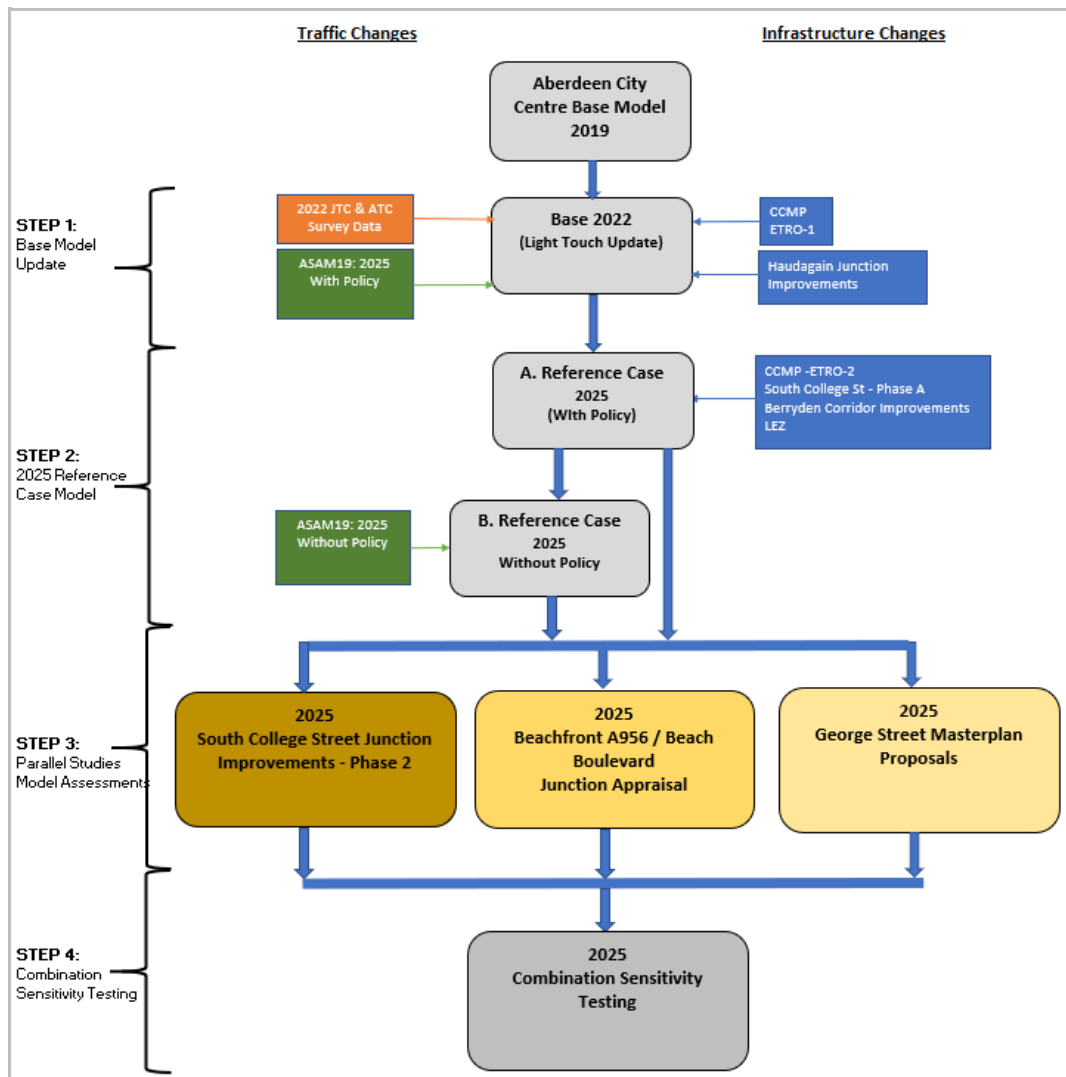 Traffic Changes
Infrastructure Changes
Aberdeen City
Centre Base Model
2019
STEP 1:
Base Model
Update
2022 JTC & ATC
Survey Data
ASAM19: 2025
With Policy
Base 2022
(Light Touch Update)
CCMP
ETRO-1
Haudagain Junction
Improvements
STEP 2:
2025 Reference
Case Model
A. Reference Case
2025
(WIth Policy)
CCMP -ETRO-2
South College St - Phase A
Berryden Corridor Improvements
LEZ
ASAM19: 2025
Without Policy
B. Reference Case
2025
Without Policy
STEP 3:
Parallel Studies
Model Assessments
2025
South College Street Junction
Improvements - Phase 2
2025
Beachfront A956 / Beach
Boulevard
Junction Appraisal
2025
George Street Masterplan
Proposals
STEP 4:
Combination
Sensitivity Testing
2025
Combination Sensitivity
Testing